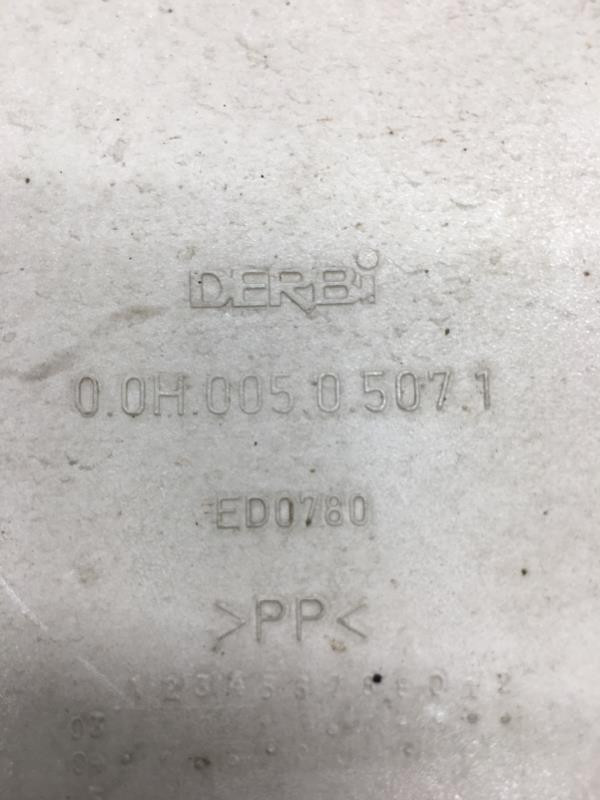 DERBi
0.0H.005.0.507.1
ED0780
>PP<
1 2 3 4 5 6 7 8 9 0 1 2
03